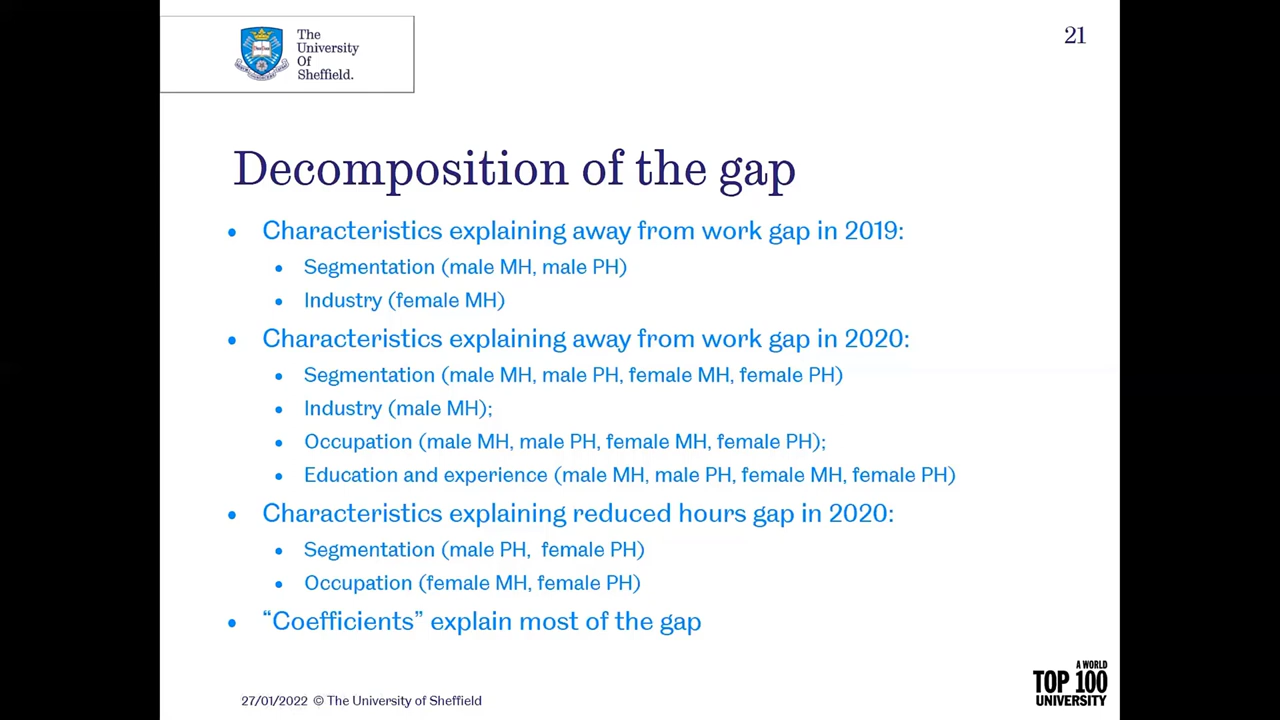 The
University
Of
Sheffield.
21
Decomposition of the gap
• Characteristics explaining away from work gap in 2019:
• Segmentation (male MH, male PH)
• Industry (female MH)
• Characteristics explaining away from work gap in 2020:
• Segmentation (male MH, male PH, female MH, female PH)
• Industry (male MH);
• Occupation (male MH, male PH, female MH, female PH);
• Education and experience (male MH, male PH, female MH, female PH)
• Characteristics explaining reduced hours gap in 2020:
• Segmentation (male PH,  female PH)
• Occupation (female MH, female PH)
• “Coefficients” explain most of the gap
27/01/2022 © The University of Sheffield
A WORLD
TOP 100
UNIVERSITY